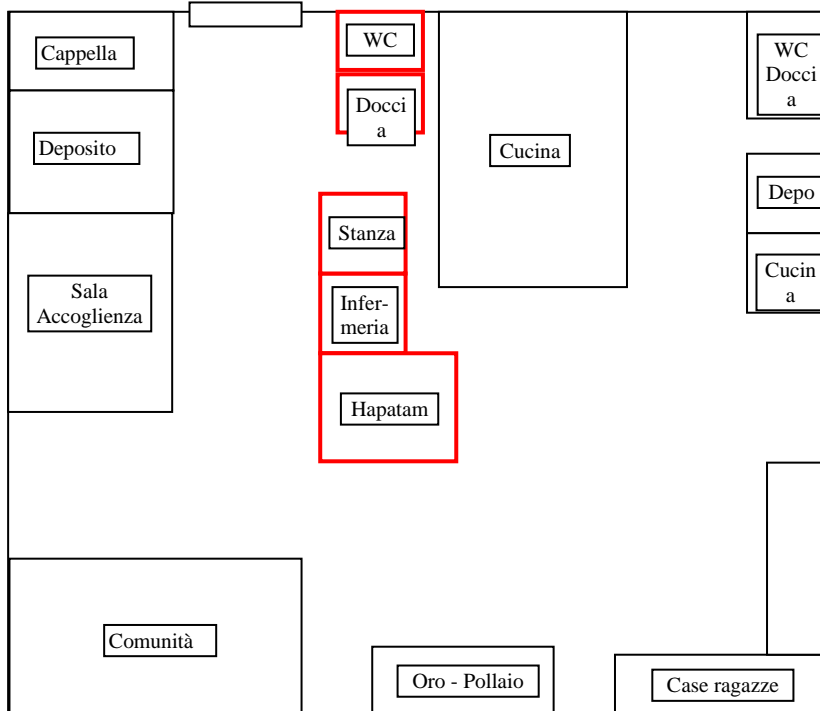 Cappella
WC
WC
Docci
a
Docci
a
Deposito
Cucina
Depo
Stanza
Sala
Accoglienza
Cucin
a
Infer-
meria
Hapatam
Comunità
Oro - Pollaio
Case ragazze